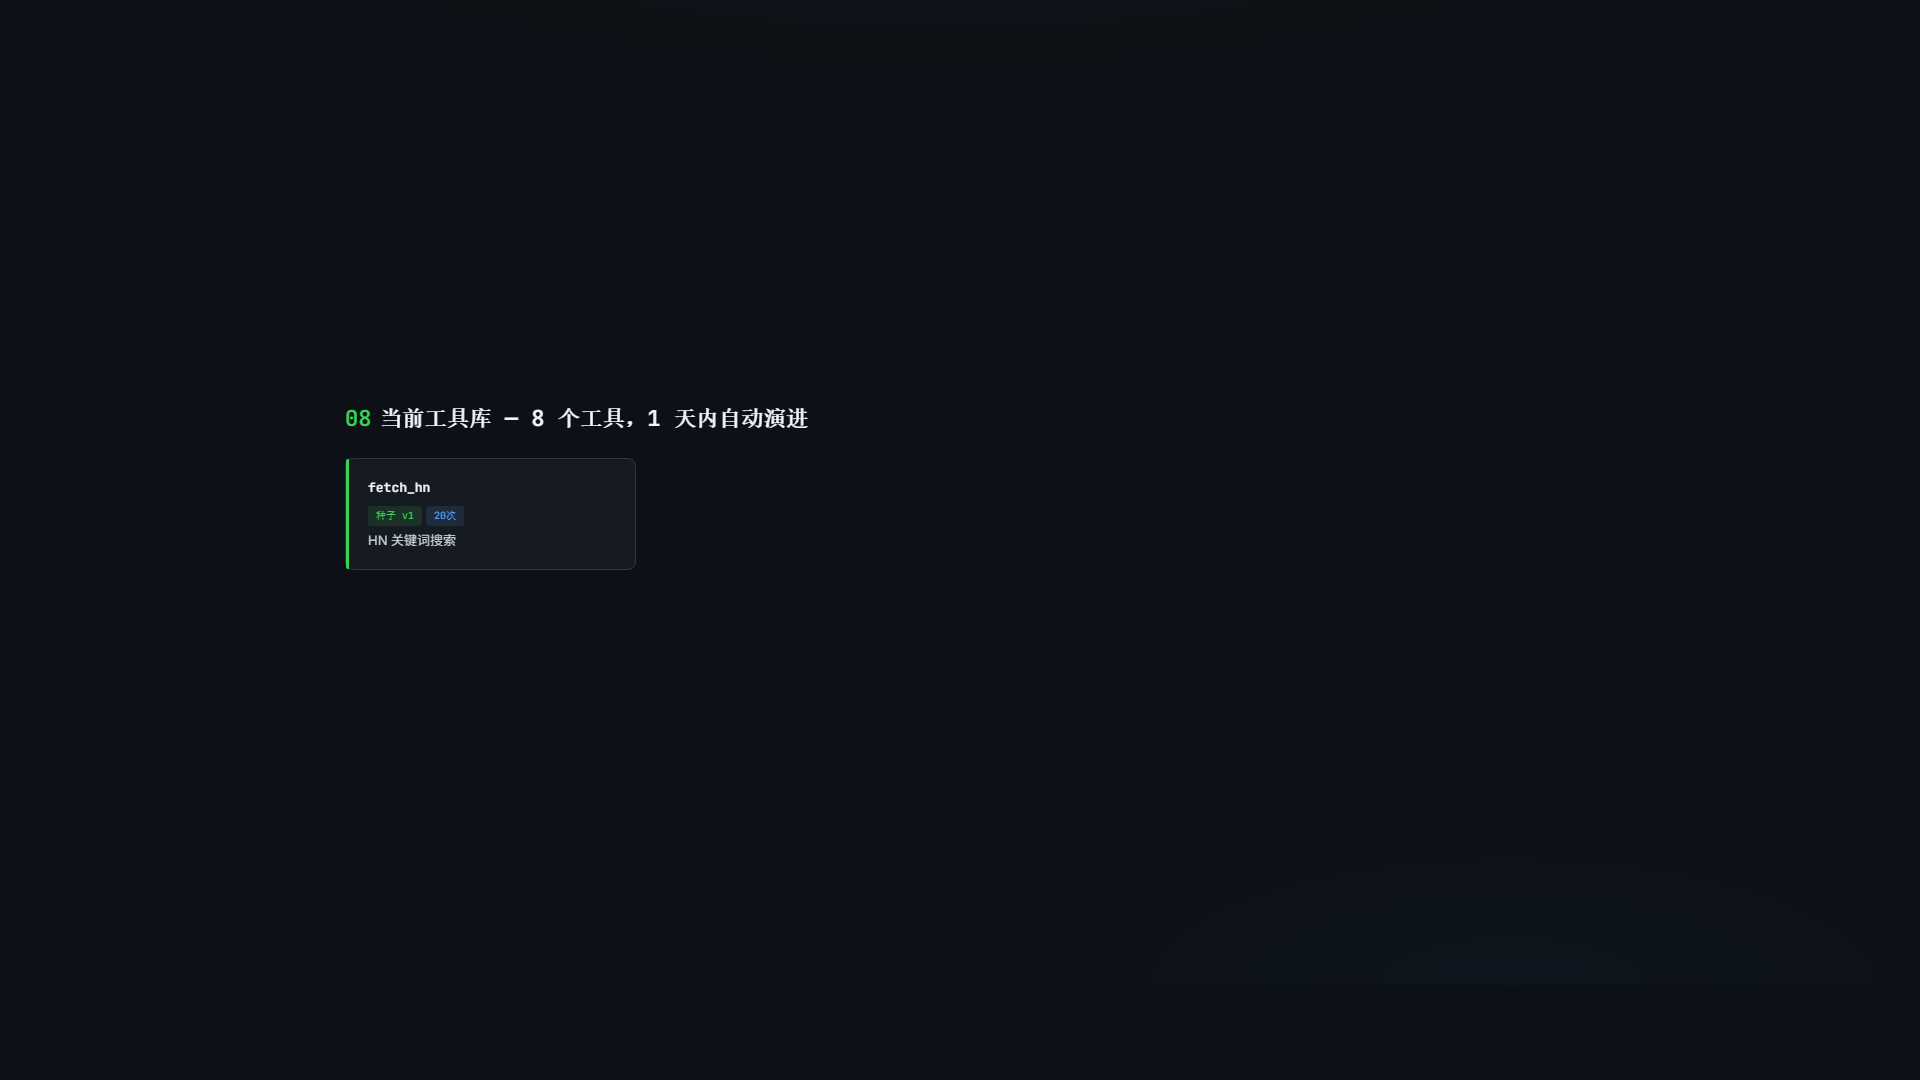 08 当前工具库 — 8 个工具，1 天内自动演进
fetch_hn
种子 v1 20次
HN 关键词搜索